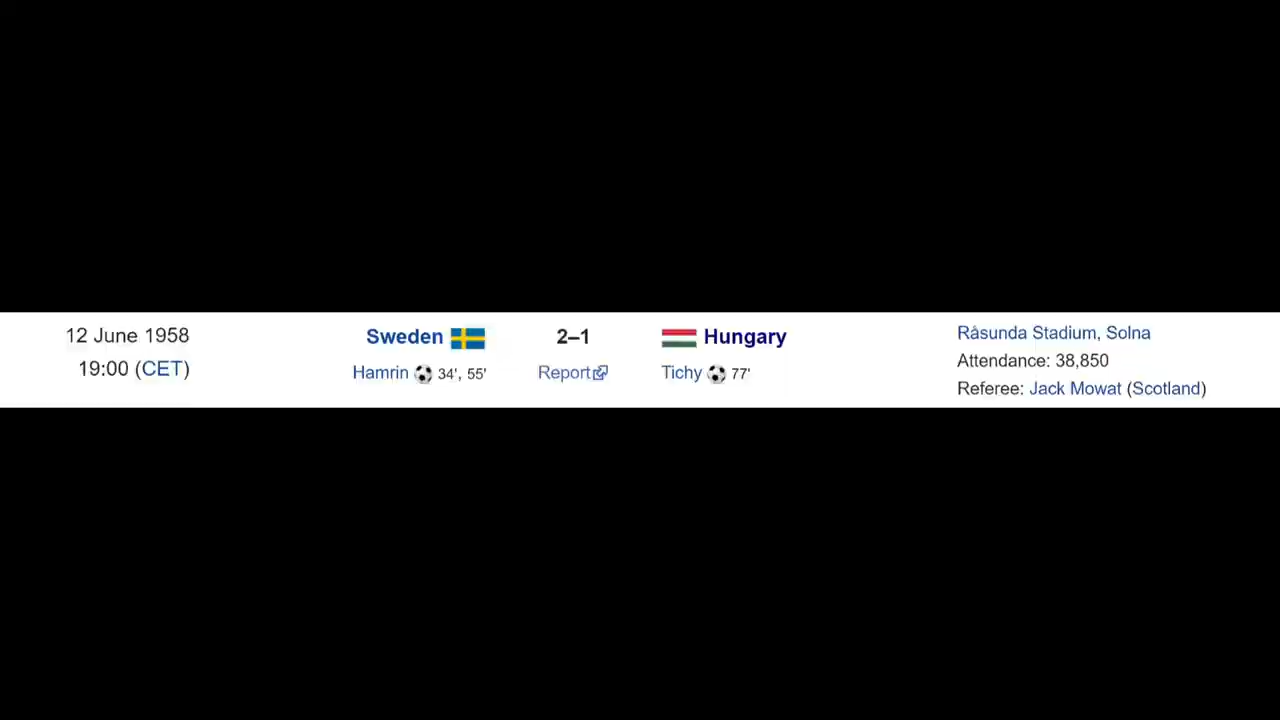 12 June 1958
19:00 (CET)
Sweden
Hamrin 34', 55'
2–1
Report
Hungary
Tichy 77'
Råsunda Stadium, Solna
Attendance: 38,850
Referee: Jack Mowat (Scotland)